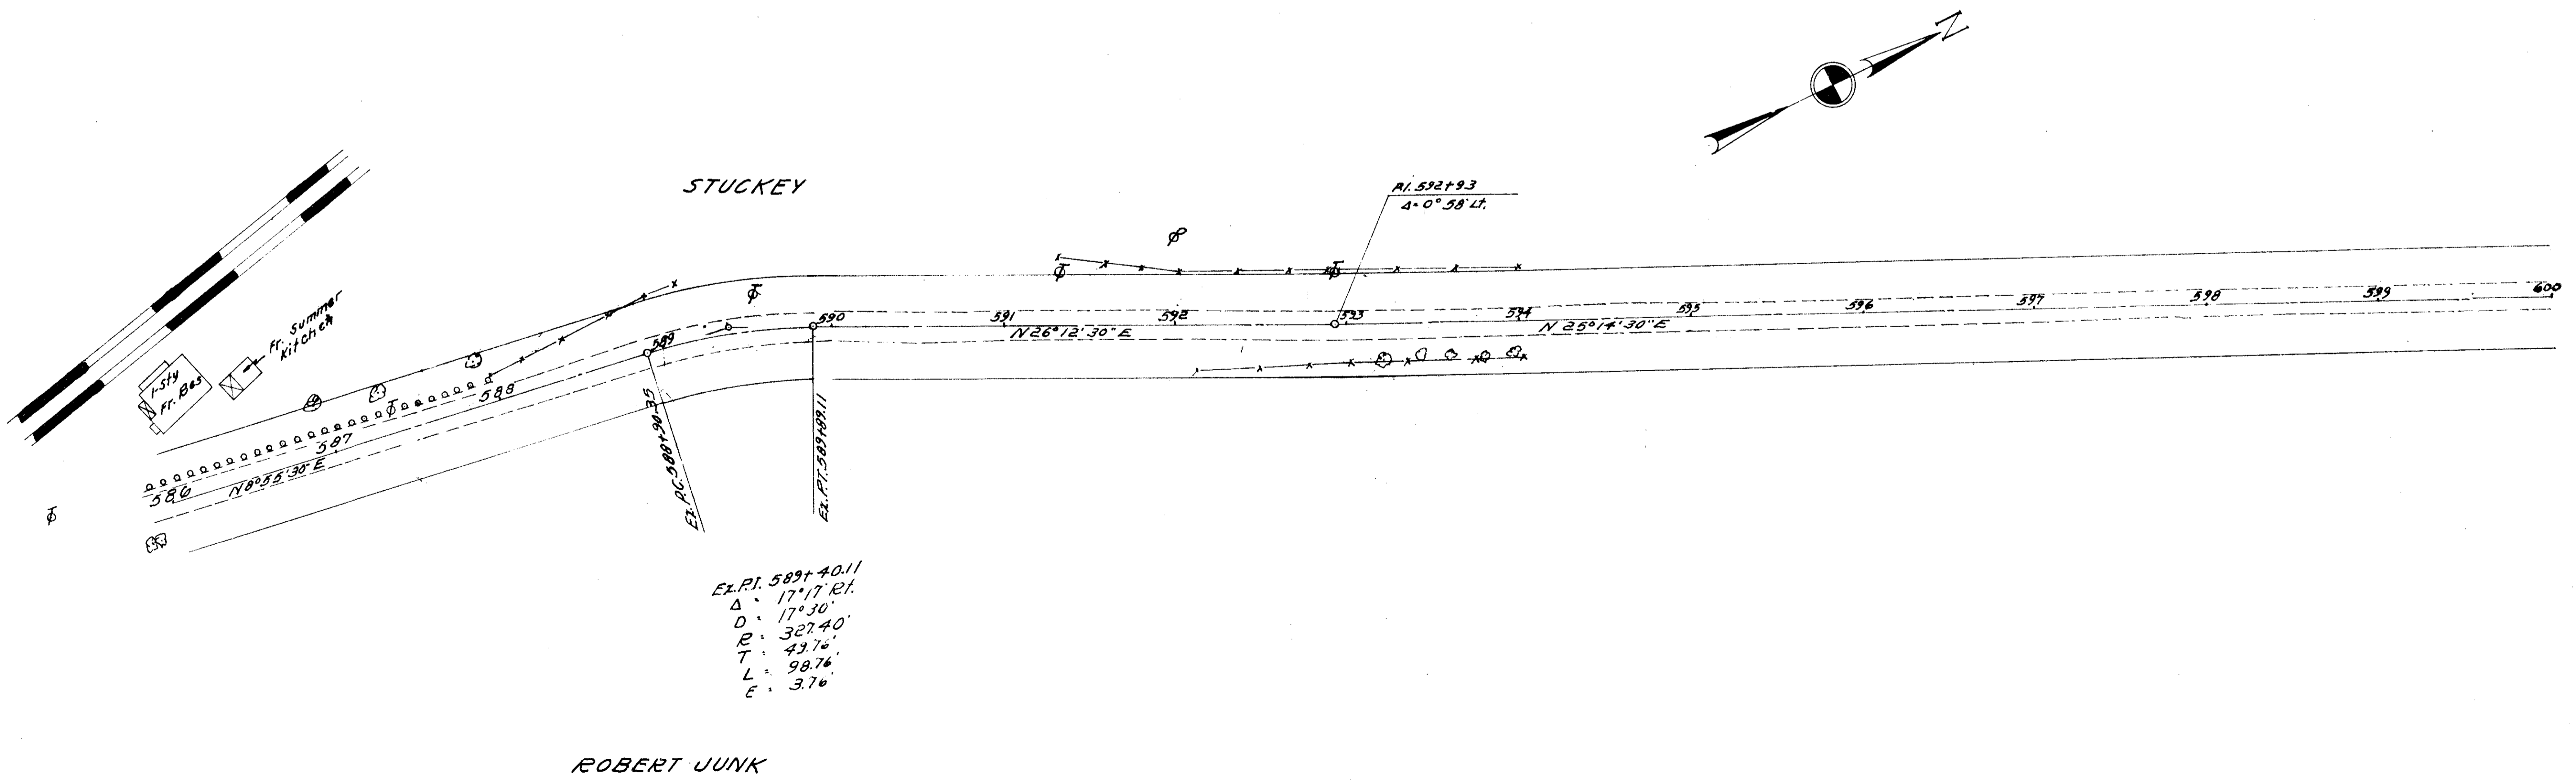 N
STUCKEY
P.I. 592+93
Δ=0°58' Lt.
Fr. Summer
Kitchen
1-Sty
Fr. Res
586
587
588
589
590
591
592
593
594
595
596
597
598
599
600
N8°55'30"E
N26°12'30"E
N 25°14'30"E
Ex. P.C. 588+90.35
Ex. P.T. 589+89.11
Ex. P.I. 589+40.11
Δ = 17°17' Rt.
D = 17°30'
R = 327.40'
T = 49.76'
L = 98.76'
E = 3.76'
ROBERT JUNK